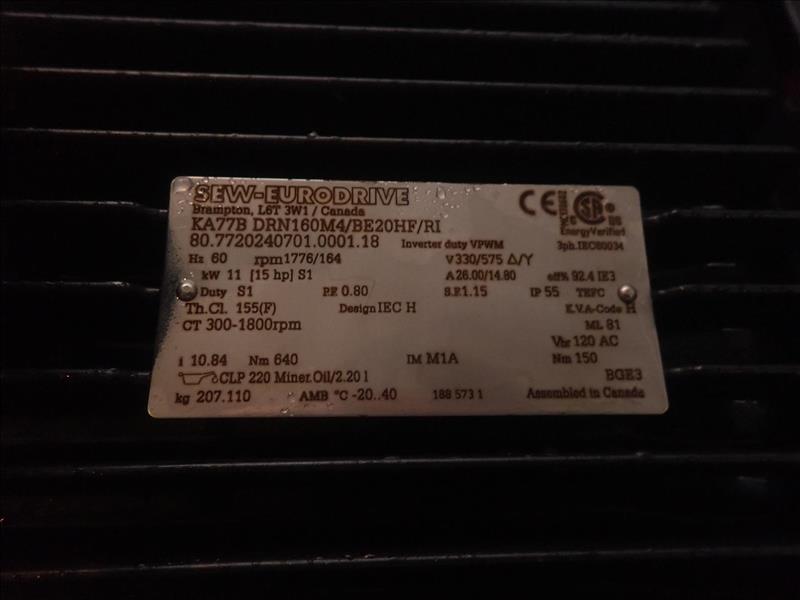 SEW-EURODRIVE
Brampton, L6T 3W1 / Canada
CE
KA77B DRN160M4/BE20HF/RI
EnergyVerified
80.7720240701.0001.18 Inverter duty VPWM 3ph.IEC60034
Hz 60 rpm 1776/164 V 330/575 Δ/Y
kW 11 [15 hp] S1 A 26.00/14.80 eff% 92.4 IE3
Duty S1 P.F. 0.80 S.F. 1.15 IP 55 TEFC
Th.Cl. 155(F) Design IEC H K.V.A-Code H
CT 300-1800rpm ML 81
Vbr 120 AC
i 10.84 Nm 640 IM M1A Nm 150
CLP 220 Miner.Oil/2.20 l BGE3
kg 207.110 AMB °C -20..40 188 573 1 Assembled in Canada